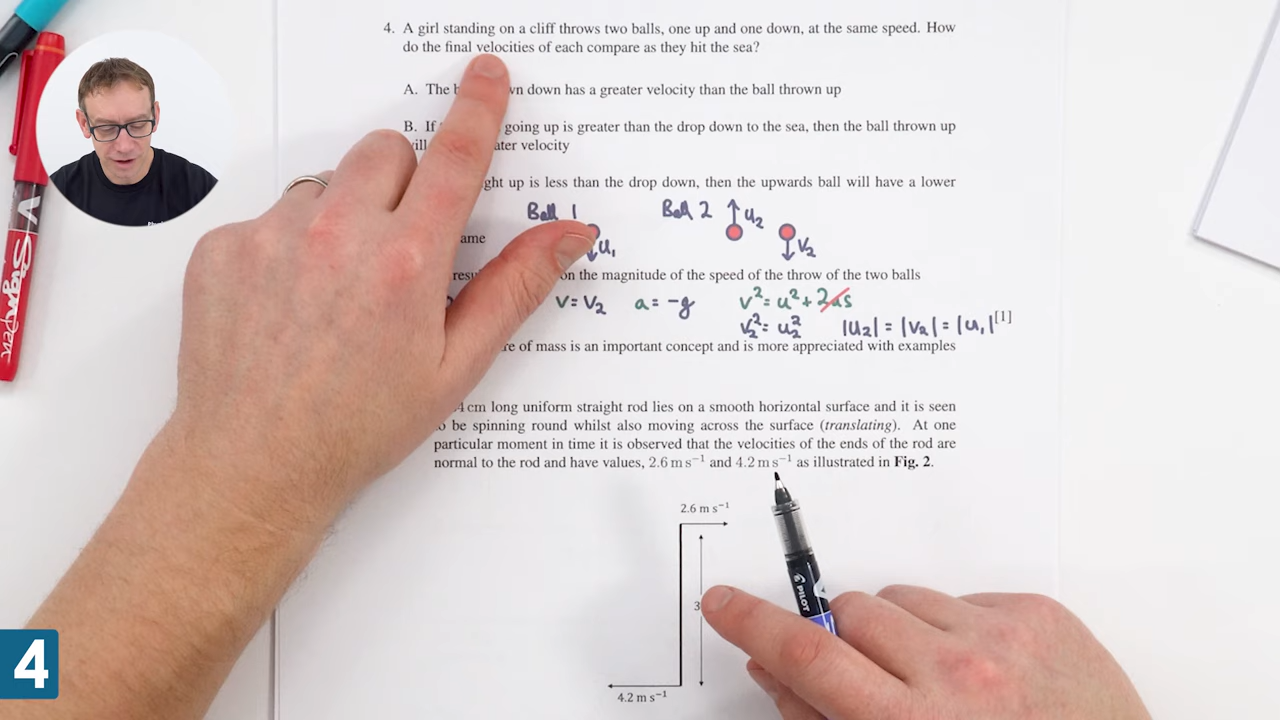 4. A girl standing on a cliff throws two balls, one up and one down, at the same speed. How
do the final velocities of each compare as they hit the sea?
A. The down has a greater velocity than the ball thrown up
B. If going up is greater than the drop down to the sea, then the ball thrown up
velocity
up is less than the drop down, then the upwards ball will have a lower
Ball 1
Ball 2
u₂
u₁
v₂
on the magnitude of the speed of the throw of the two balls
v = v₂ a = -g v² = u² + 2as
v₂² = u₂² |u₂| = |v₂| = |u₁| [1]
of mass is an important concept and is more appreciated with examples
cm long uniform straight rod lies on a smooth horizontal surface and it is seen
be spinning round whilst also moving across the surface (translating). At one
particular moment in time it is observed that the velocities of the ends of the rod are
normal to the rod and have values, 2.6 m s⁻¹ and 4.2 m s⁻¹ as illustrated in Fig. 2.
2.6 m s⁻¹
4.2 m s⁻¹
PILOT
4